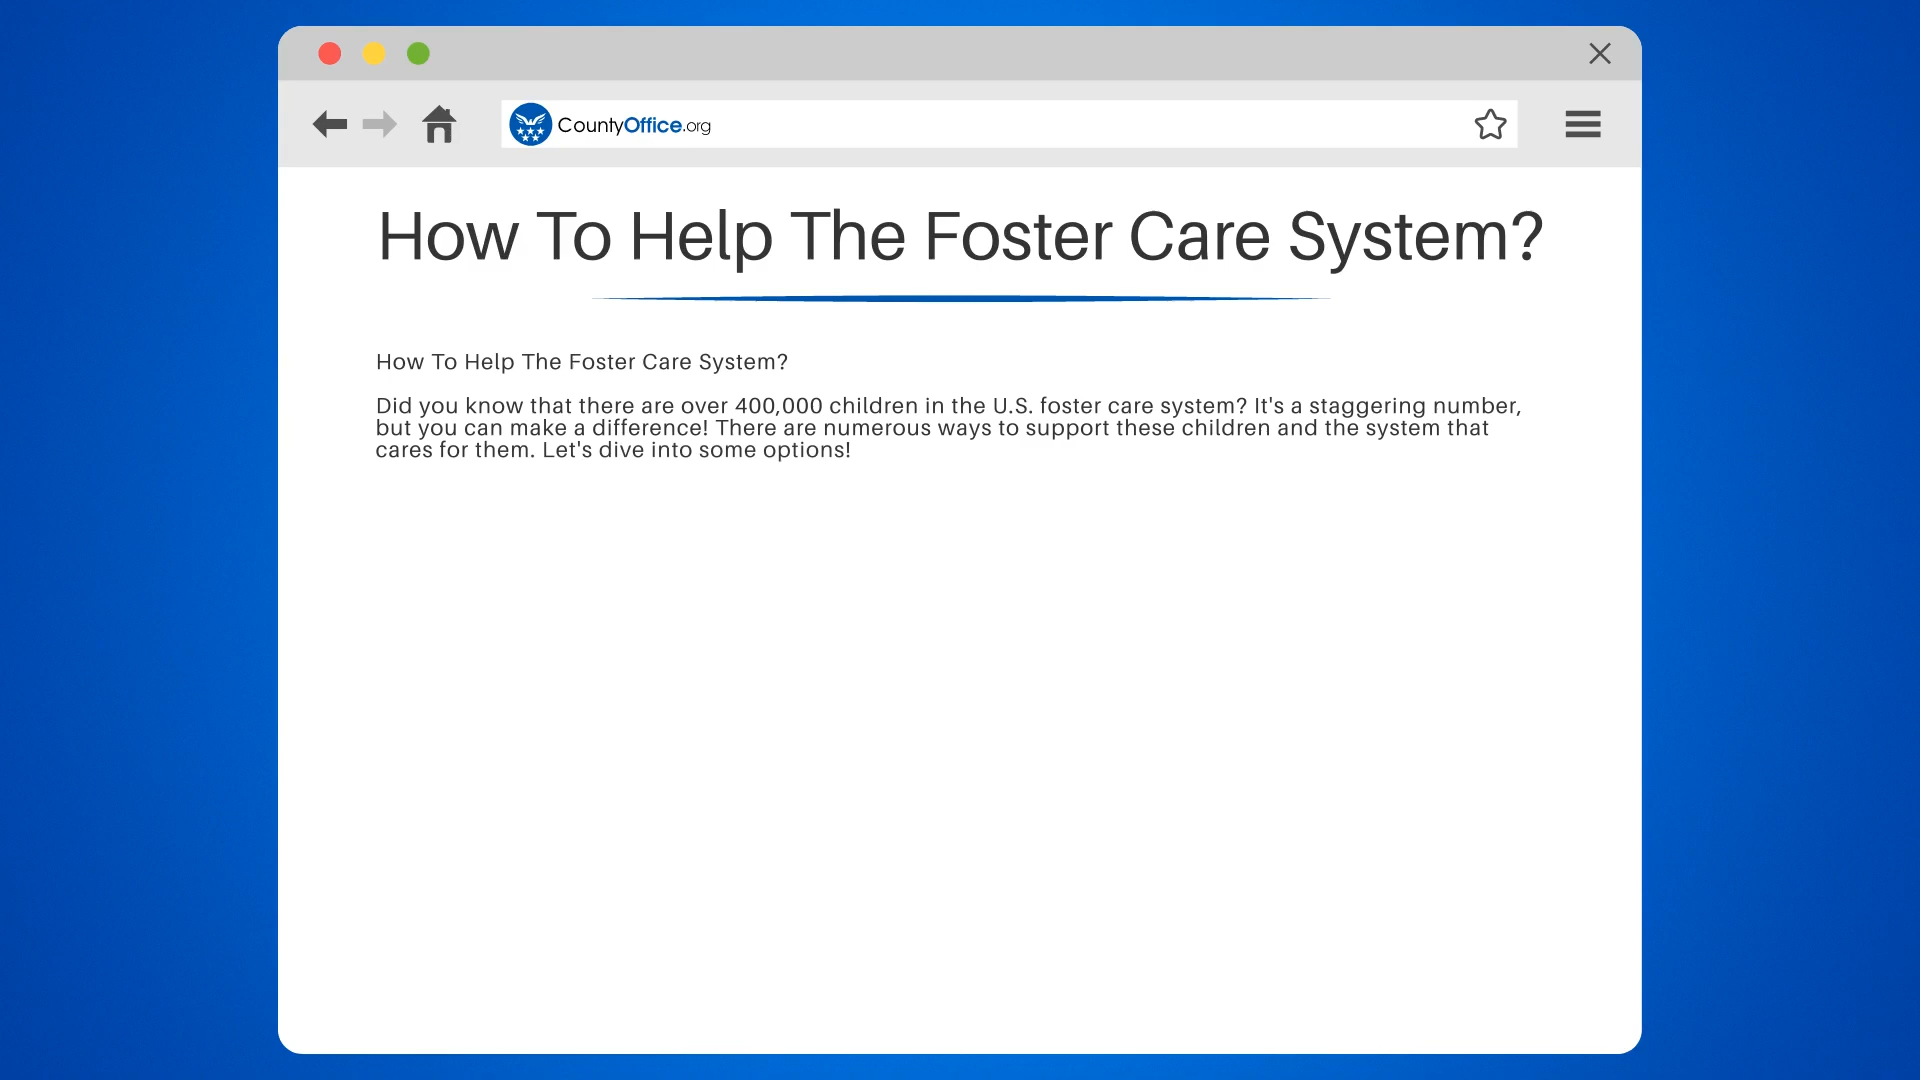 CountyOffice.org
How To Help The Foster Care System?
How To Help The Foster Care System?
Did you know that there are over 400,000 children in the U.S. foster care system? It's a staggering number,
but you can make a difference! There are numerous ways to support these children and the system that
cares for them. Let's dive into some options!